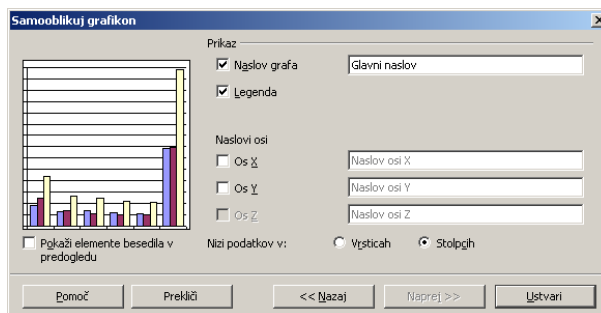 Samooblikuj grafikon
Prikaz
Naslov grafa
Glavni naslov
Legenda
Naslovi osi
Os X
Naslov osi X
Os Y
Naslov osi Y
Os Z
Naslov osi Z
Pokaži elemente besedila v
predogledu
Nizi podatkov v:
Vrsticah
Stolpcih
Pomoč
Prekliči
<< Nazaj
Naprej >>
Ustvari